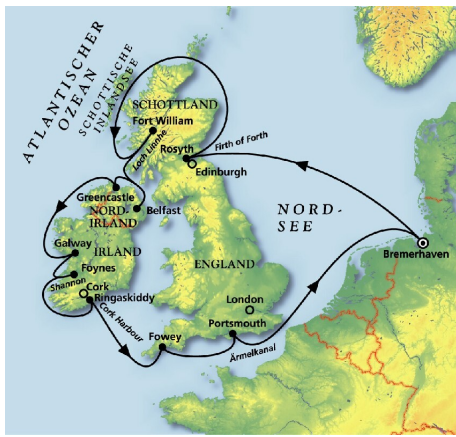 ATLANTISCHER
OZEAN
SCHOTTISCHE
INLANDSEE
SCHOTTLAND
Fort William
Loch Linnhe
Rosyth
Firth of Forth
Edinburgh
Greencastle
NORD-
IRLAND
Belfast
NORD-
SEE
Galway
IRLAND
Foynes
Shannon
Cork
Ringaskiddy
Cork Harbour
ENGLAND
Bremerhaven
London
Portsmouth
Fowey
Ärmelkanal